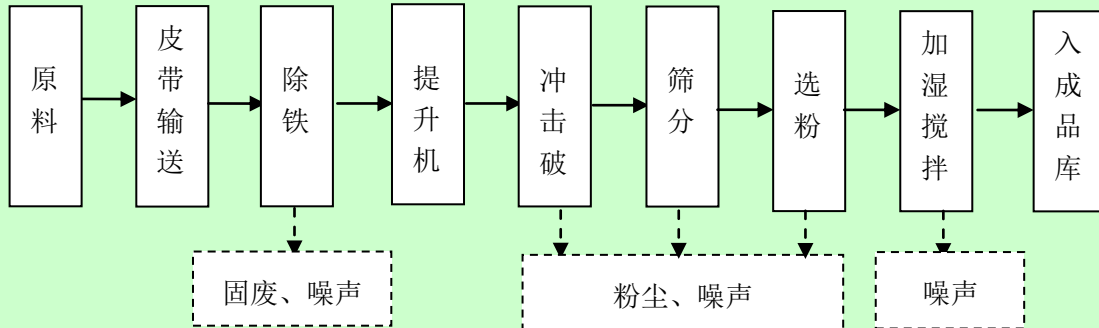 原料
皮带输送
除铁
提升机
冲击破
筛分
选粉
加湿搅拌
入成品库
固废、噪声
粉尘、噪声
噪声